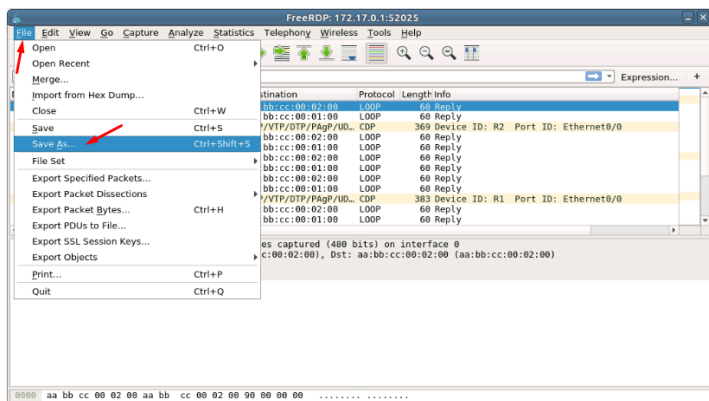 FreeRDP: 172.17.0.1:52025
File Edit View Go Capture Analyze Statistics Telephony Wireless Tools Help
Open Ctrl+O
Open Recent
Merge...
Import from Hex Dump...
Close Ctrl+W
Save Ctrl+S
Save As... Ctrl+Shift+S
File Set
Export Specified Packets...
Export Packet Dissections
Export Packet Bytes... Ctrl+H
Export PDUs to File...
Export SSL Session Keys...
Export Objects
Print... Ctrl+P
Quit Ctrl+Q
Expression... +
stination Protocol Length Info
bb:cc:00:02:00 LOOP 60 Reply
bb:cc:00:01:00 LOOP 60 Reply
/VTP/DTP/PAgP/UD… CDP 369 Device ID: R2 Port ID: Ethernet0/0
bb:cc:00:02:00 LOOP 60 Reply
bb:cc:00:01:00 LOOP 60 Reply
bb:cc:00:02:00 LOOP 60 Reply
bb:cc:00:01:00 LOOP 60 Reply
bb:cc:00:02:00 LOOP 60 Reply
bb:cc:00:01:00 LOOP 60 Reply
/VTP/DTP/PAgP/UD… CDP 383 Device ID: R1 Port ID: Ethernet0/0
bb:cc:00:02:00 LOOP 60 Reply
bb:cc:00:01:00 LOOP 60 Reply
es captured (480 bits) on interface 0
c:00:02:00), Dst: aa:bb:cc:00:02:00 (aa:bb:cc:00:02:00)
0000 aa bb cc 00 02 00 aa bb cc 00 02 00 90 00 00 00 ........ ........